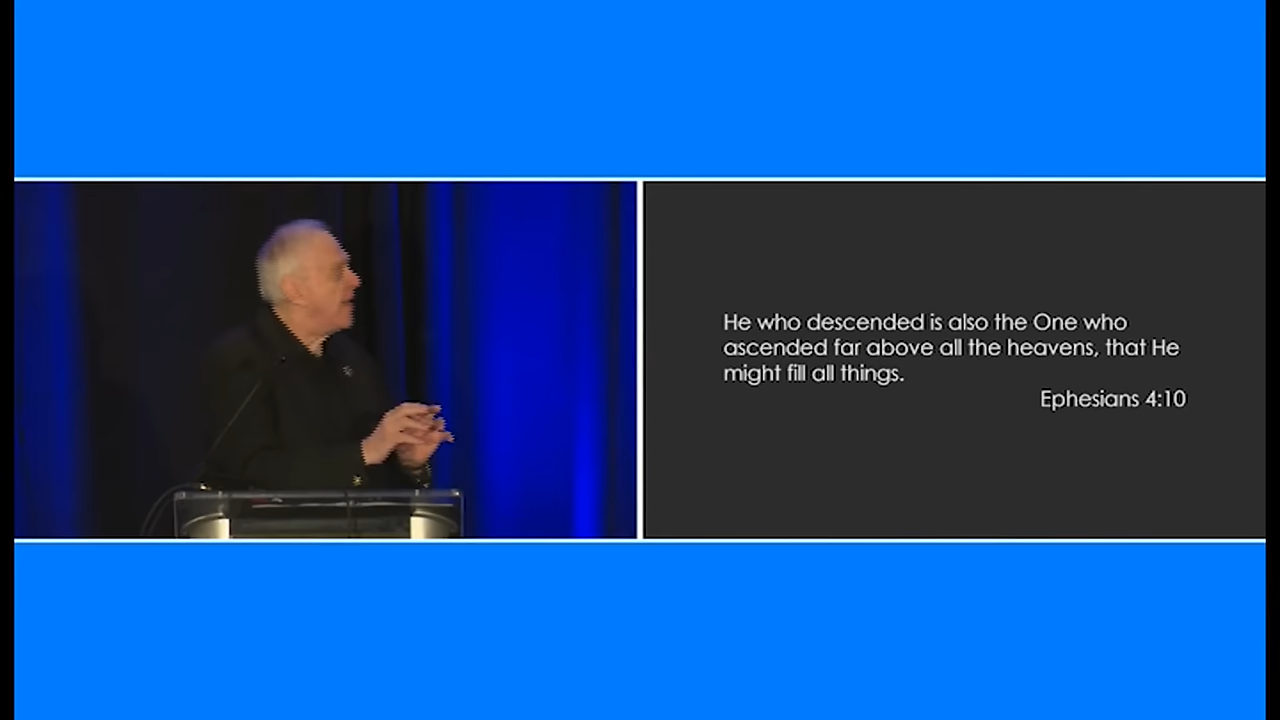 He who descended is also the One who
ascended far above all the heavens, that He
might fill all things.
Ephesians 4:10